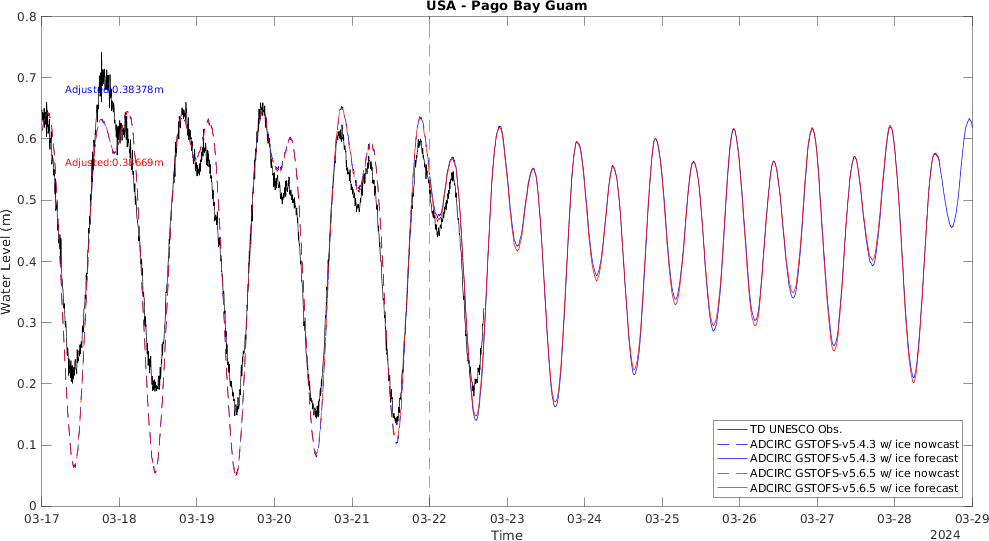 USA - Pago Bay Guam
0.8
0.7
0.6
0.5
0.4
0.3
0.2
0.1
0
Water Level (m)
Adjusted:0.38378m
Adjusted:0.38669m
TD UNESCO Obs.
ADCIRC GSTOFS-v5.4.3 w/ ice nowcast
ADCIRC GSTOFS-v5.4.3 w/ ice forecast
ADCIRC GSTOFS-v5.6.5 w/ ice nowcast
ADCIRC GSTOFS-v5.6.5 w/ ice forecast
03-17 03-18 03-19 03-20 03-21 03-22 03-23 03-24 03-25 03-26 03-27 03-28 03-29
Time
2024